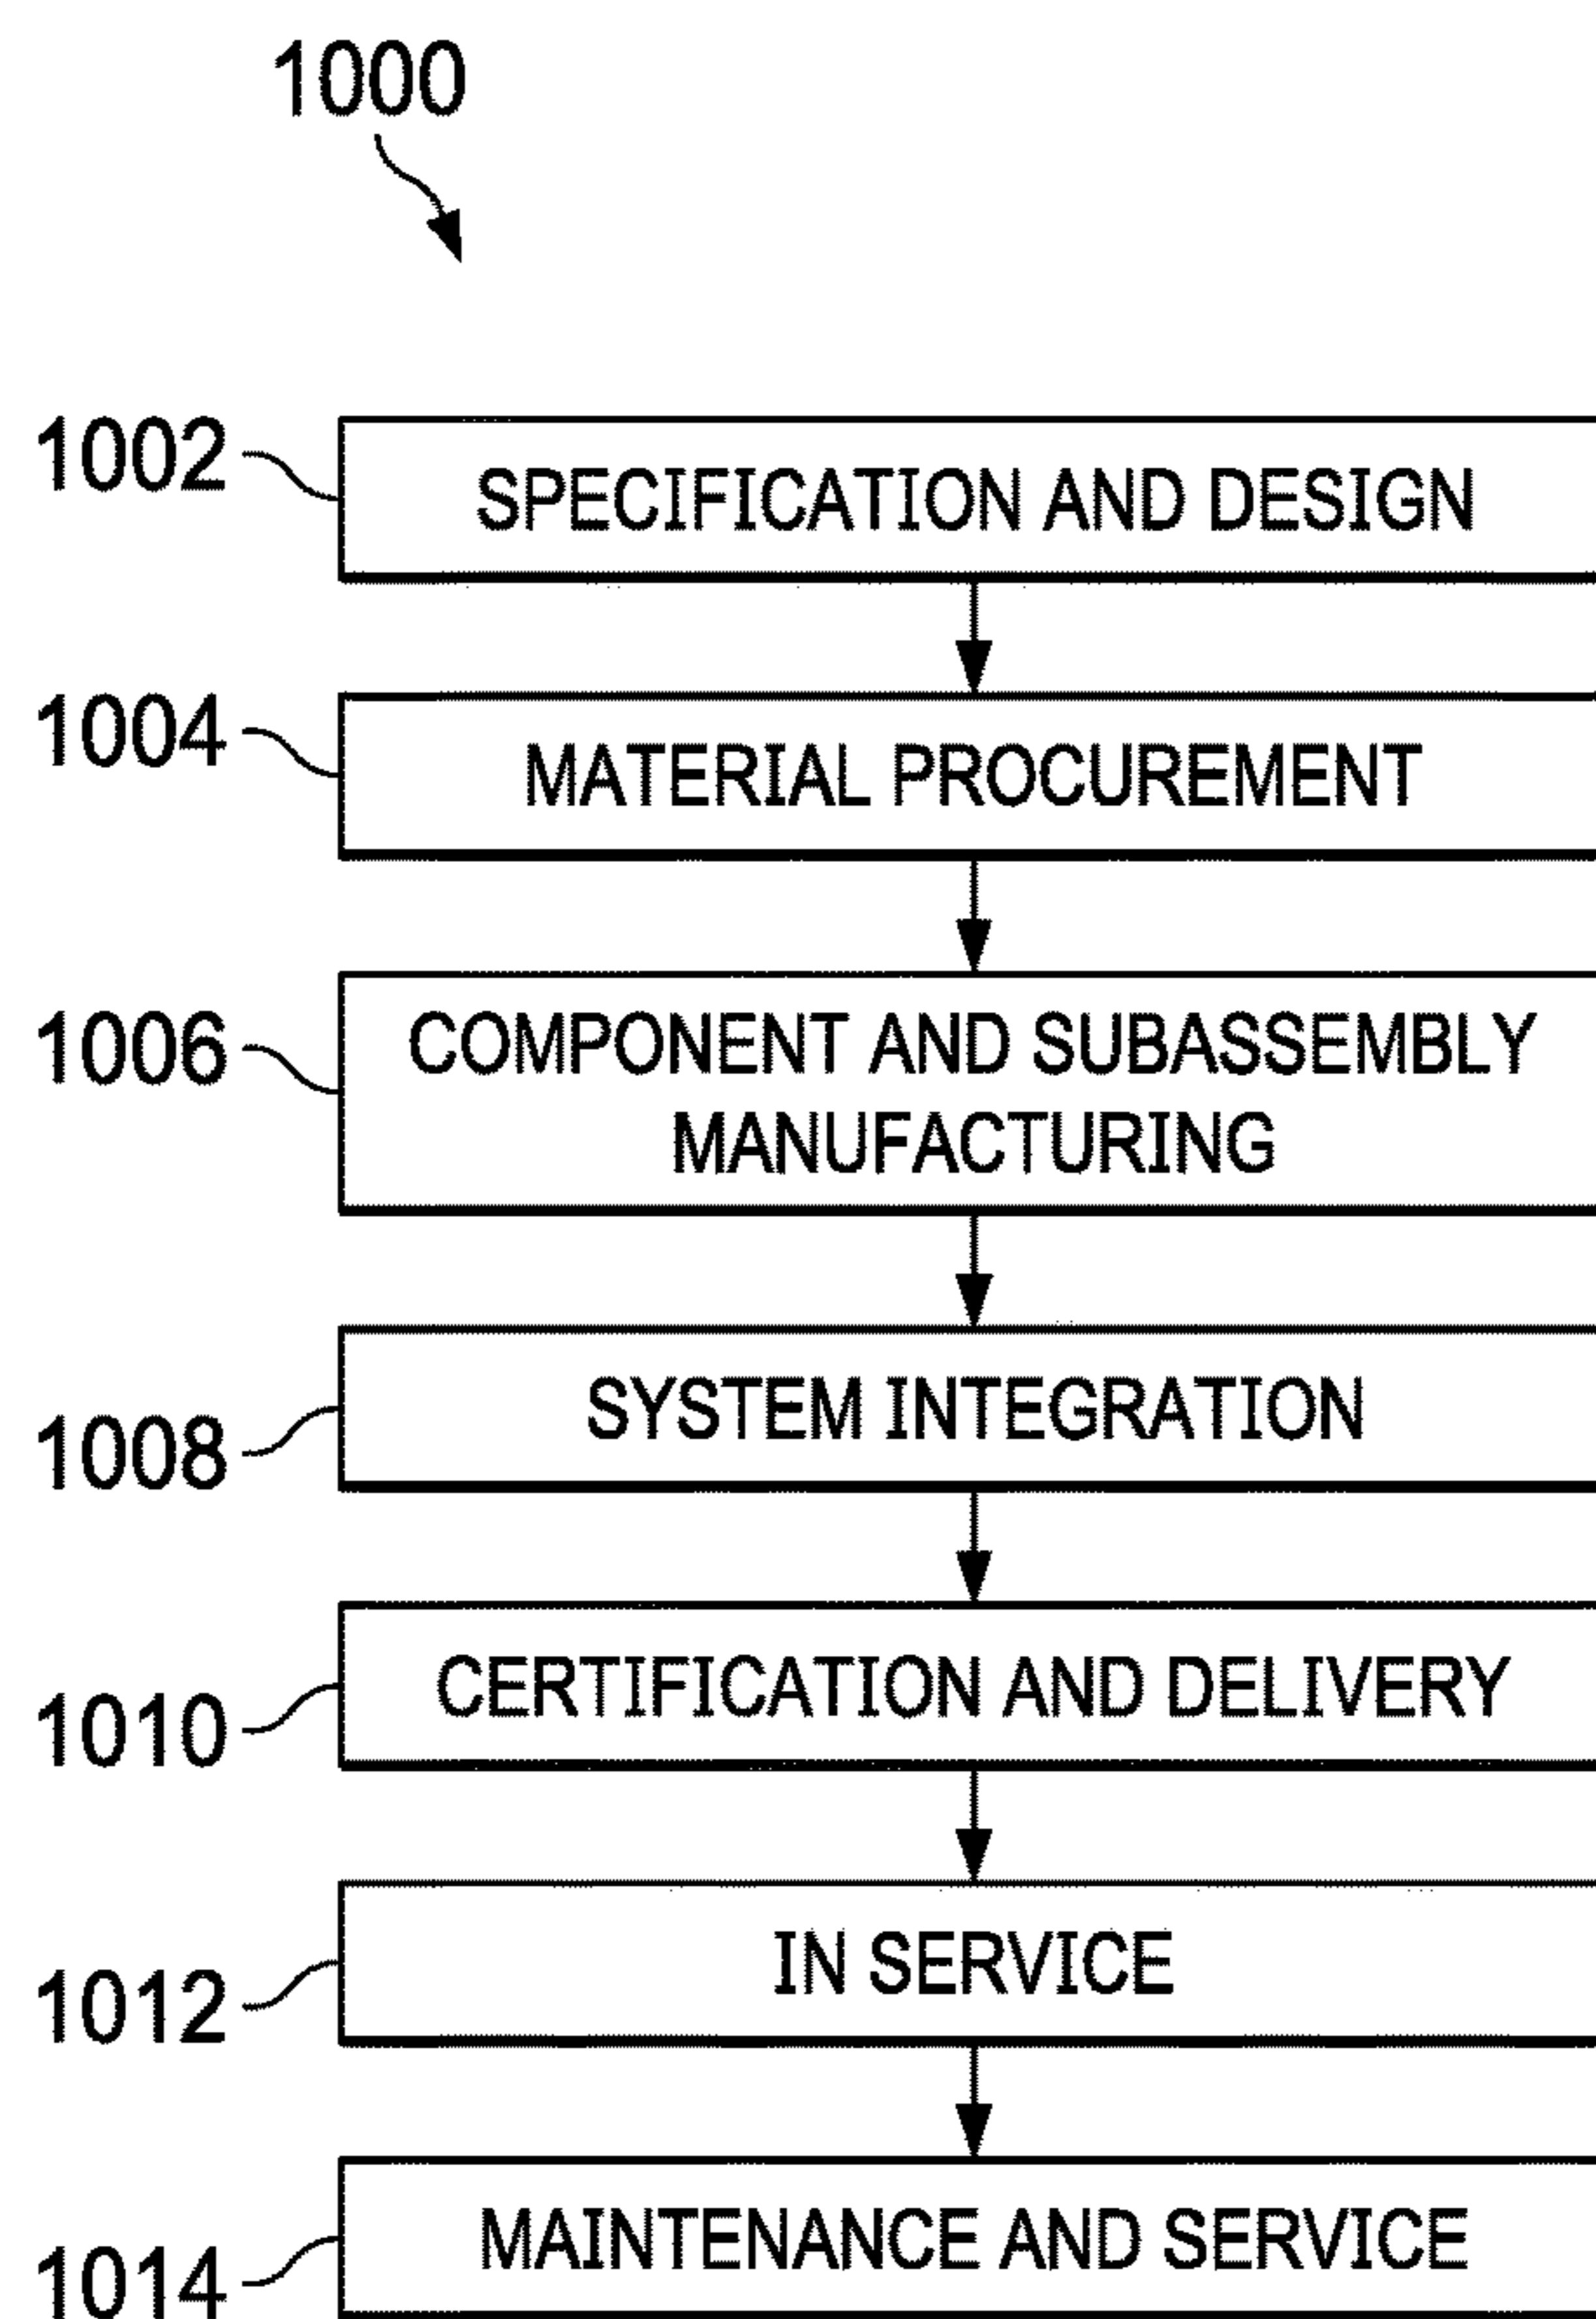 1000
1002
SPECIFICATION AND DESIGN
1004
MATERIAL PROCUREMENT
1006
COMPONENT AND SUBASSEMBLY
MANUFACTURING
1008
SYSTEM INTEGRATION
1010
CERTIFICATION AND DELIVERY
1012
IN SERVICE
1014
MAINTENANCE AND SERVICE